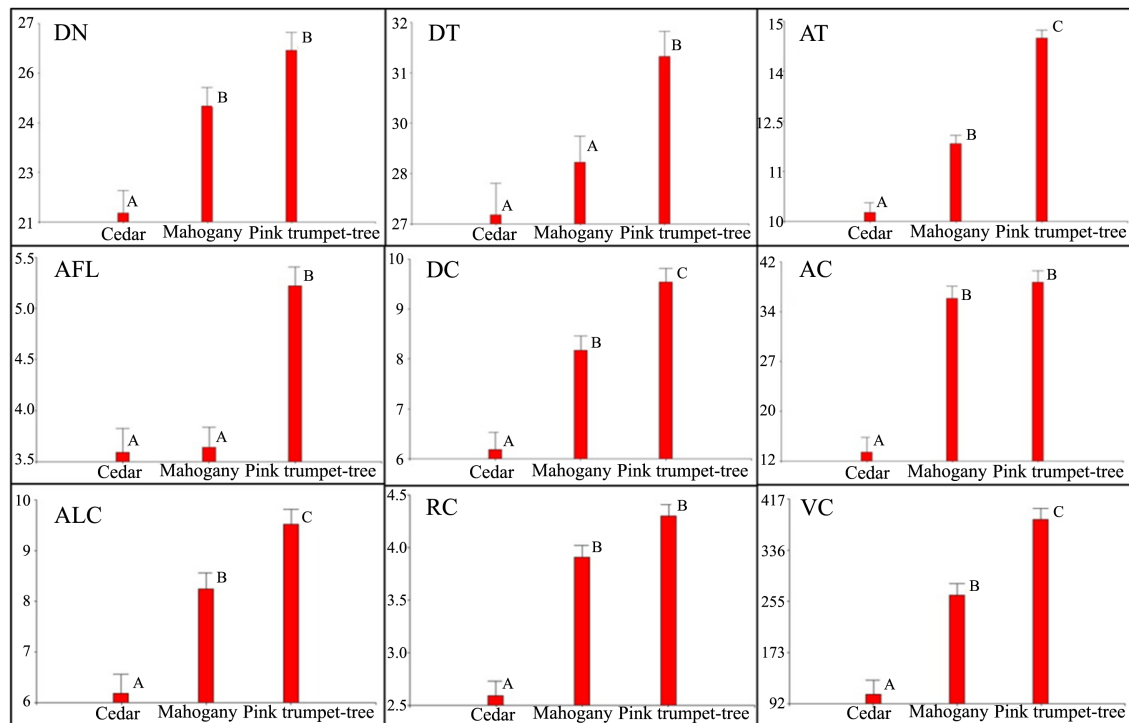 DN
27
26
24
23
21
B
B
A
Cedar Mahogany Pink trumpet-tree
DT
32
31
30
28
27
B
A
A
Cedar Mahogany Pink trumpet-tree
AT
15
14
12.5
11
10
C
B
A
Cedar Mahogany Pink trumpet-tree
AFL
5.5
5.0
4.5
4.0
3.5
B
A
A
Cedar Mahogany Pink trumpet-tree
DC
10
9
8
7
6
C
B
A
Cedar Mahogany Pink trumpet-tree
AC
42
34
27
20
12
B
B
A
Cedar Mahogany Pink trumpet-tree
ALC
10
9
8
7
6
C
B
A
Cedar Mahogany Pink trumpet-tree
RC
4.5
4.0
3.5
3.0
2.5
B
B
A
Cedar Mahogany Pink trumpet-tree
VC
417
336
255
173
92
C
B
A
Cedar Mahogany Pink trumpet-tree